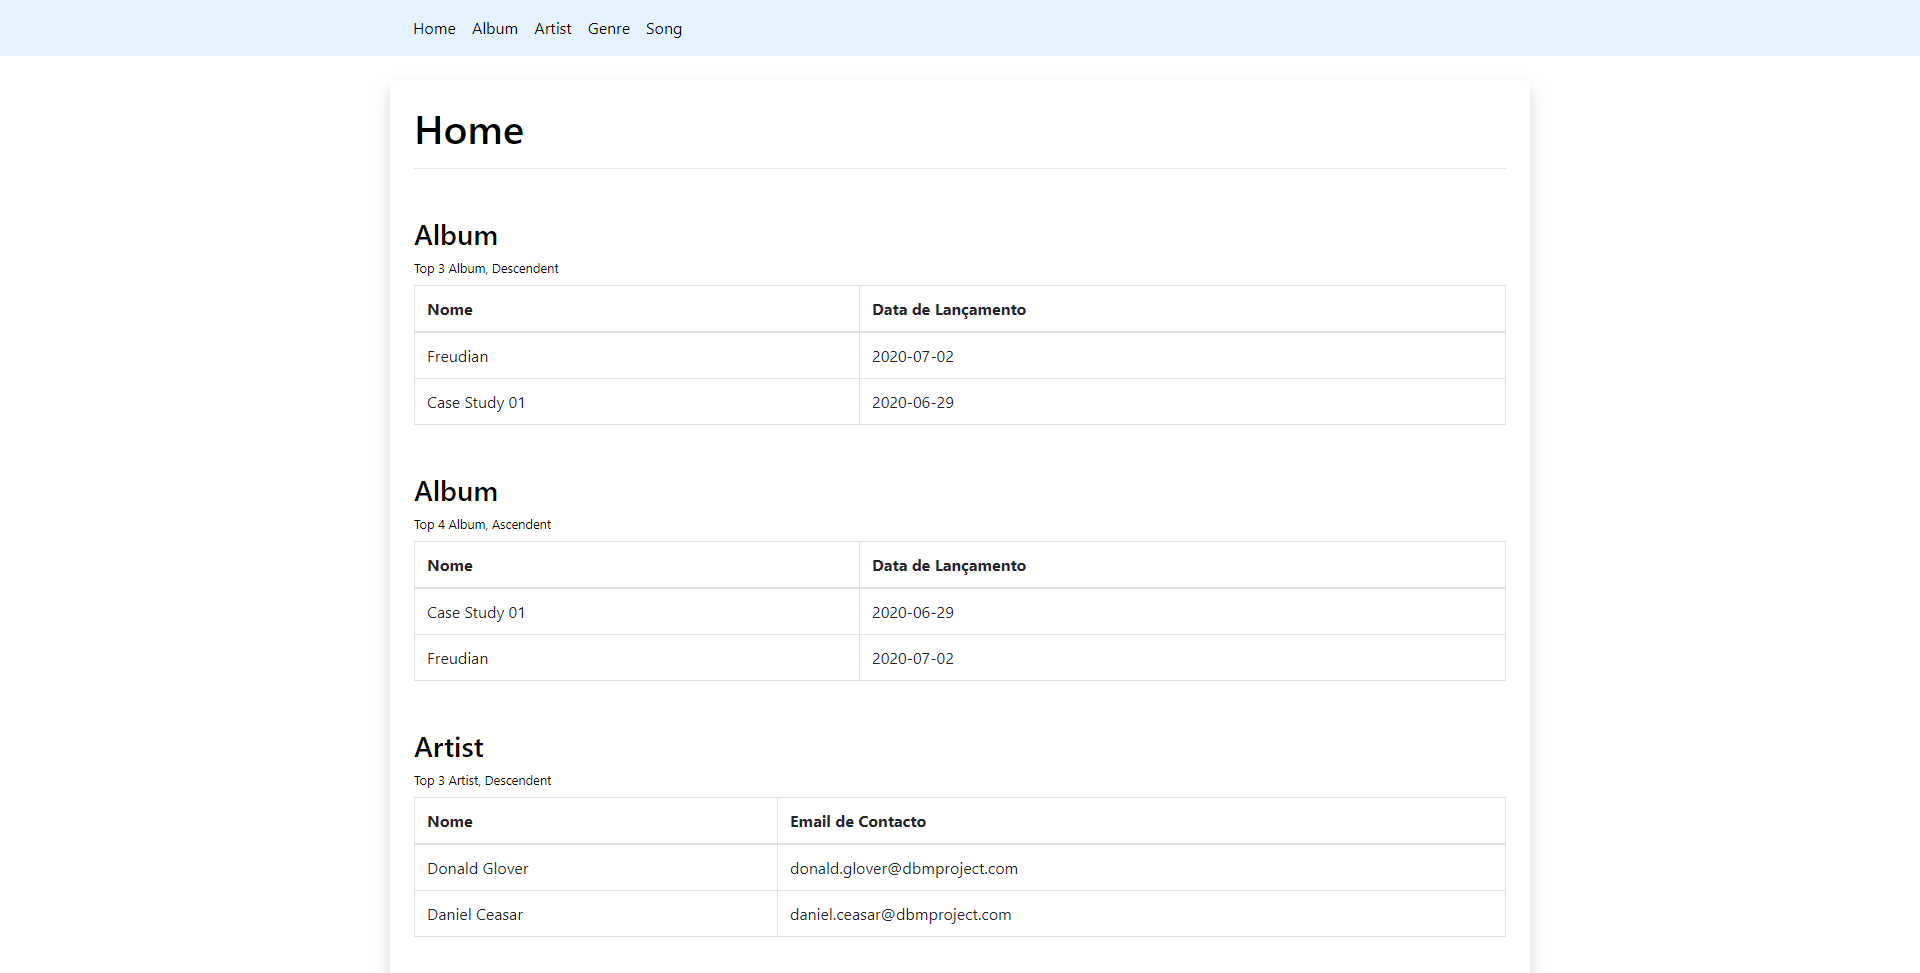 Home Album Artist Genre Song
Home
Album
Top 3 Album, Descendent
Nome Data de Lançamento
Freudian 2020-07-02
Case Study 01 2020-06-29
Album
Top 4 Album, Ascendent
Nome Data de Lançamento
Case Study 01 2020-06-29
Freudian 2020-07-02
Artist
Top 3 Artist, Descendent
Nome Email de Contacto
Donald Glover donald.glover@dbmproject.com
Daniel Ceasar daniel.ceasar@dbmproject.com